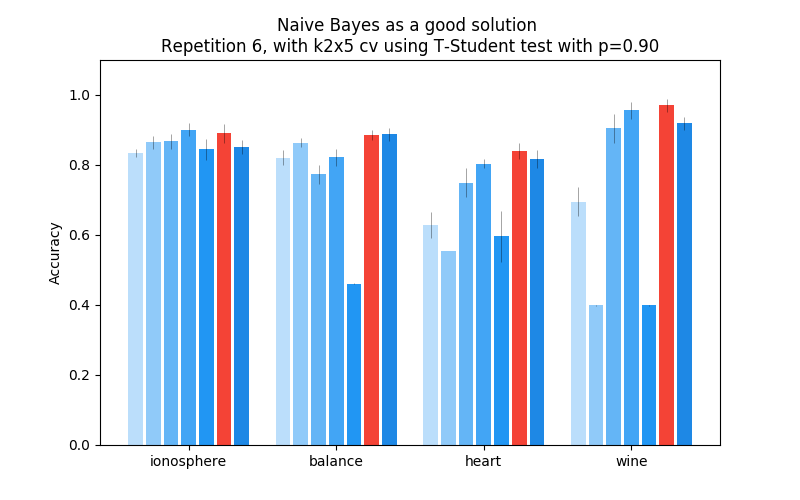 Naive Bayes as a good solution
Repetition 6, with k2x5 cv using T-Student test with p=0.90
1.0
0.8
0.6
0.4
0.2
0.0
Accuracy
ionosphere
balance
heart
wine